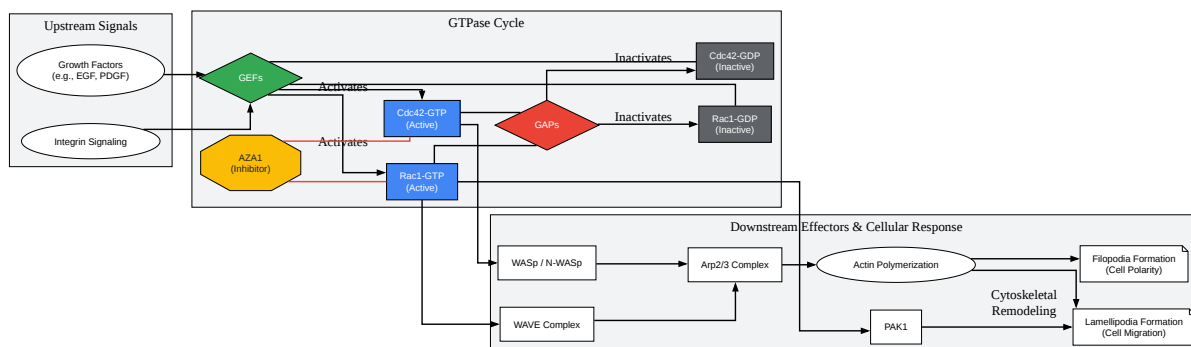 Upstream Signals
Growth Factors
(e.g., EGF, PDGF)
Integrin Signaling
GTPase Cycle
GEFs
AZA1
(Inhibitor)
Activates
Activates
Cdc42-GTP
(Active)
Rac1-GTP
(Active)
GAPs
Inactivates
Inactivates
Cdc42-GDP
(Inactive)
Rac1-GDP
(Inactive)
Downstream Effectors & Cellular Response
WASp / N-WASp
WAVE Complex
Arp2/3 Complex
Actin Polymerization
PAK1
Cytoskeletal
Remodeling
Filopodia Formation
(Cell Polarity)
Lamellipodia Formation
(Cell Migration)